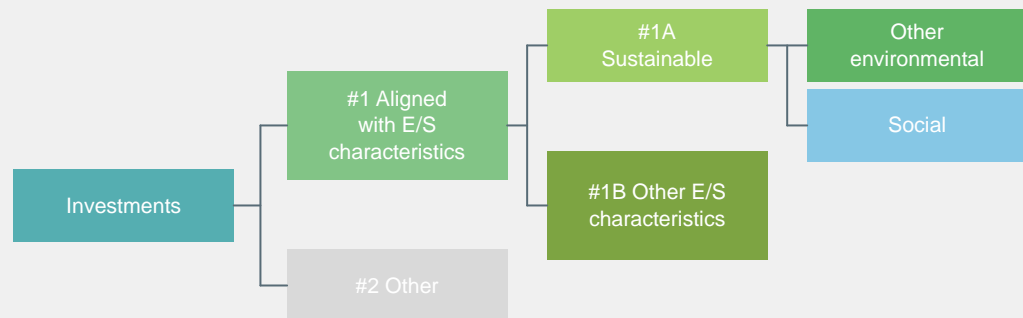 Investments
#1 Aligned
with E/S
characteristics
#2 Other
#1A
Sustainable
#1B Other E/S
characteristics
Other
environmental
Social